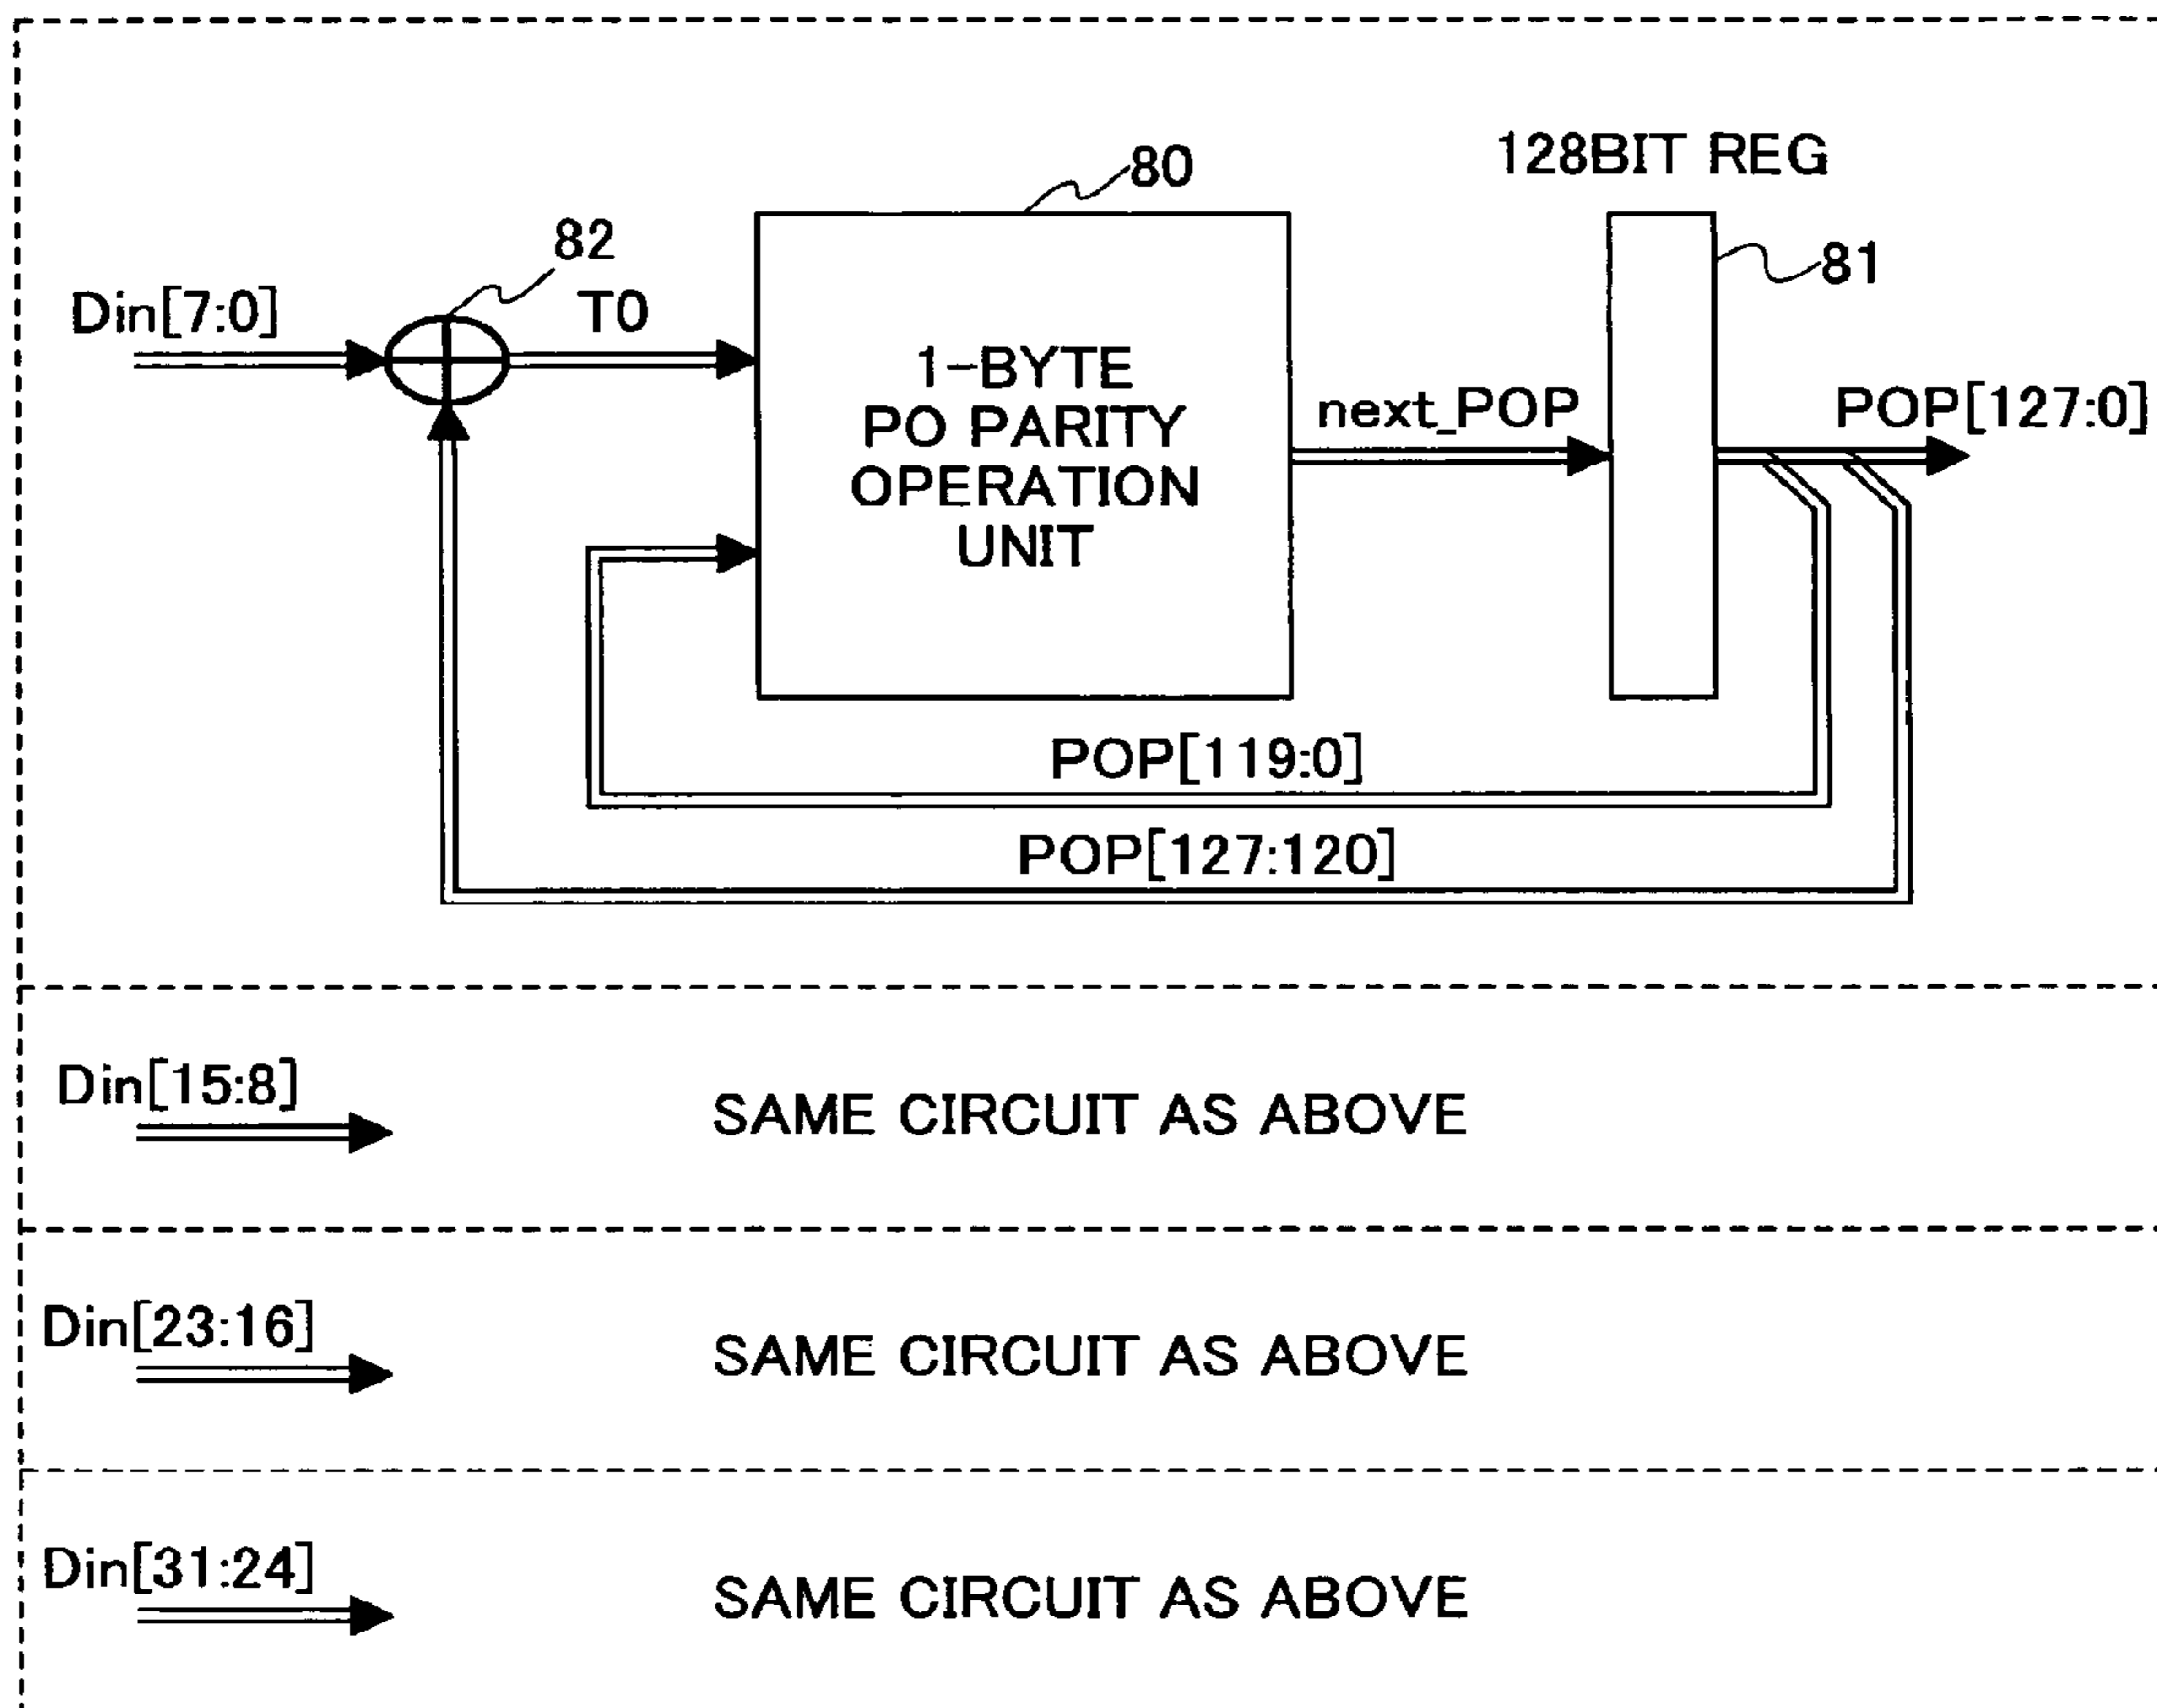 128BIT REG
80
82
81
Din[7:0]
T0
1-BYTE
PO PARITY
OPERATION
UNIT
next_POP
POP[127:0]
POP[119:0]
POP[127:120]
Din[15:8]
SAME CIRCUIT AS ABOVE
Din[23:16]
SAME CIRCUIT AS ABOVE
Din[31:24]
SAME CIRCUIT AS ABOVE